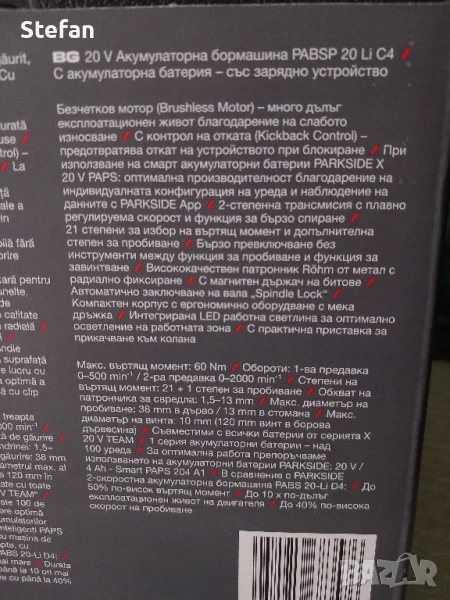 Stefan
BG 20 V Акумулаторна бормашина PABSP 20 Li C4 /
С акумулаторна батерия – със зарядно устройство
Безчетков мотор (Brushless Motor) – много дълъг
експлоатационен живот благодарение на слабото
износване / С контрол на отката (Kickback Control) –
предотвратява откат на устройството при блокиране / При
използване на смарт акумулаторни батерии PARKSIDE X
20 V PAPS: оптимална производителност благодарение на
индивидуалната конфигурация на уреда и наблюдение на
данните с PARKSIDE App / 2-степенна трансмисия с плавно
регулируема скорост и функция за бързо спиране /
21 степени за избор на въртящ момент и допълнителна
степен за пробиване / Бързо превключване без
инструменти между функция за пробиване и функция за
завинтване / Висококачествен патронник Röhm от метал с
радиално фиксиране / С магнитен държач на битове /
Автоматично заключване на вала „Spindle Lock“ /
Компактен корпус с ергономично оборудвана с мека
дръжка / Интегрирана LED работна светлина за оптимално
осветление на работната зона / С практична приставка за
прикачване към колана
Макс. въртящ момент: 60 Nm / Обороти: 1-ва предавка
0–500 min⁻¹ / 2-ра предавка 0–2000 min⁻¹ / Степени на
въртящ момент: 21 + 1 степен за пробиване / Обхват на
патронника за свредла: 1,5–13 mm / Макс. диаметър на
пробиване: 38 mm в дърво / 13 mm в стомана / Макс.
диаметър на винта: 10 mm (120 mm винт в борова
дървесина) / Съвместими с всички батерии от серията X
20 V TEAM / 1 серия акумулаторни батерии – над
100 уреда / За оптимална работа препоръчваме
използването на акумулаторни батерии PARKSIDE: 20 V /
4 Ah - Smart PAPS 204 A1 / В сравнение с PARKSIDE
2-скоростна акумулаторна бормашина PABS 20-Li D4: / До
50% по-висок въртящ момент / До 10 x по-дълъг
експлоатационен живот на двигателя / До 40% по-висока
скорост на пробиване
BAZAR